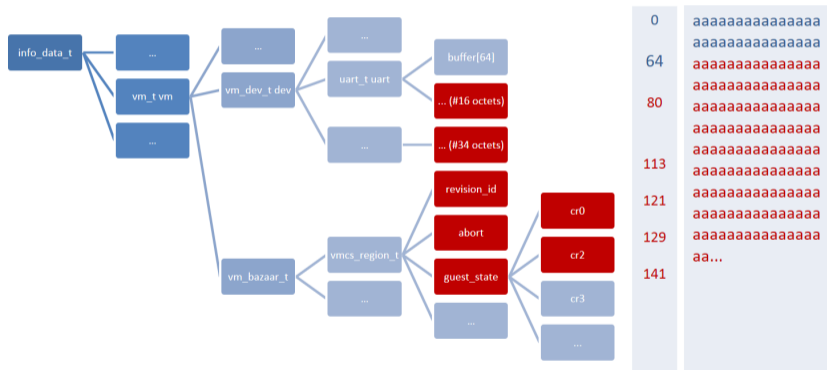 info_data_t
...
vm_t vm
...
...
vm_dev_t dev
vm_bazaar_t
...
uart_t uart
...
vmcs_region_t
...
buffer[64]
... (#16 octets)
... (#34 octets)
revision_id
abort
guest_state
...
cr0
cr2
cr3
...
0
64
80
113
121
129
141
aaaaaaaaaaaaaaa
aaaaaaaaaaaaaaa
aaaaaaaaaaaaaaa
aaaaaaaaaaaaaaa
aaaaaaaaaaaaaaa
aaaaaaaaaaaaaaa
aaaaaaaaaaaaaaa
aaaaaaaaaaaaaaa
aaaaaaaaaaaaaaa
aaaaaaaaaaaaaaa
aaaaaaaaaaaaaaa
aa...